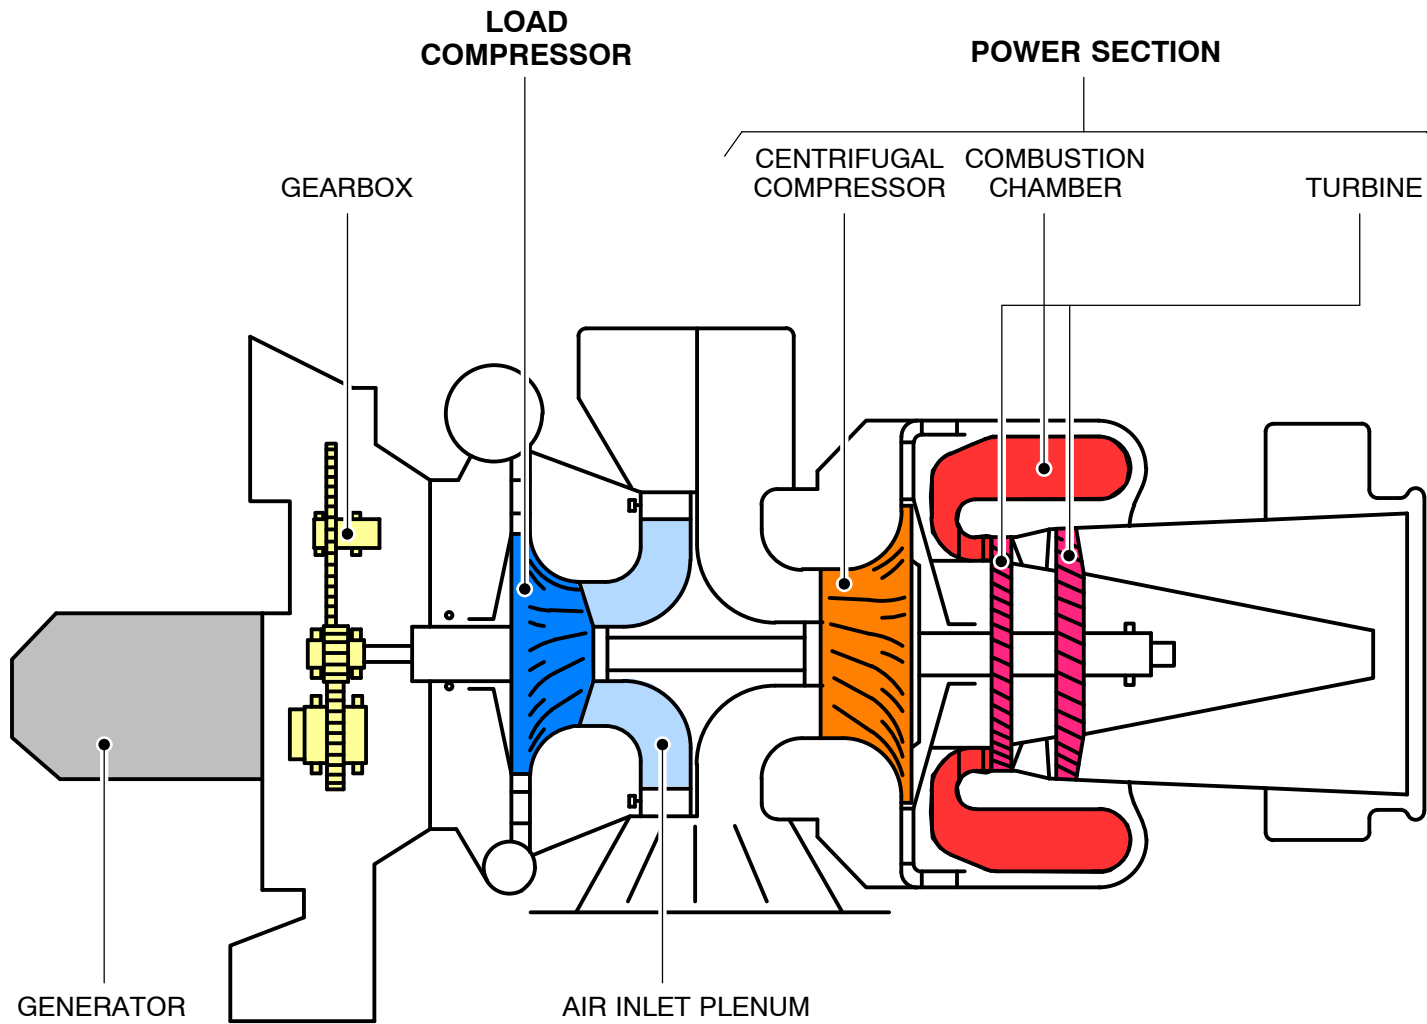 LOAD
COMPRESSOR
POWER SECTION
CENTRIFUGAL
COMPRESSOR
COMBUSTION
CHAMBER
GEARBOX
TURBINE
GENERATOR
AIR INLET PLENUM